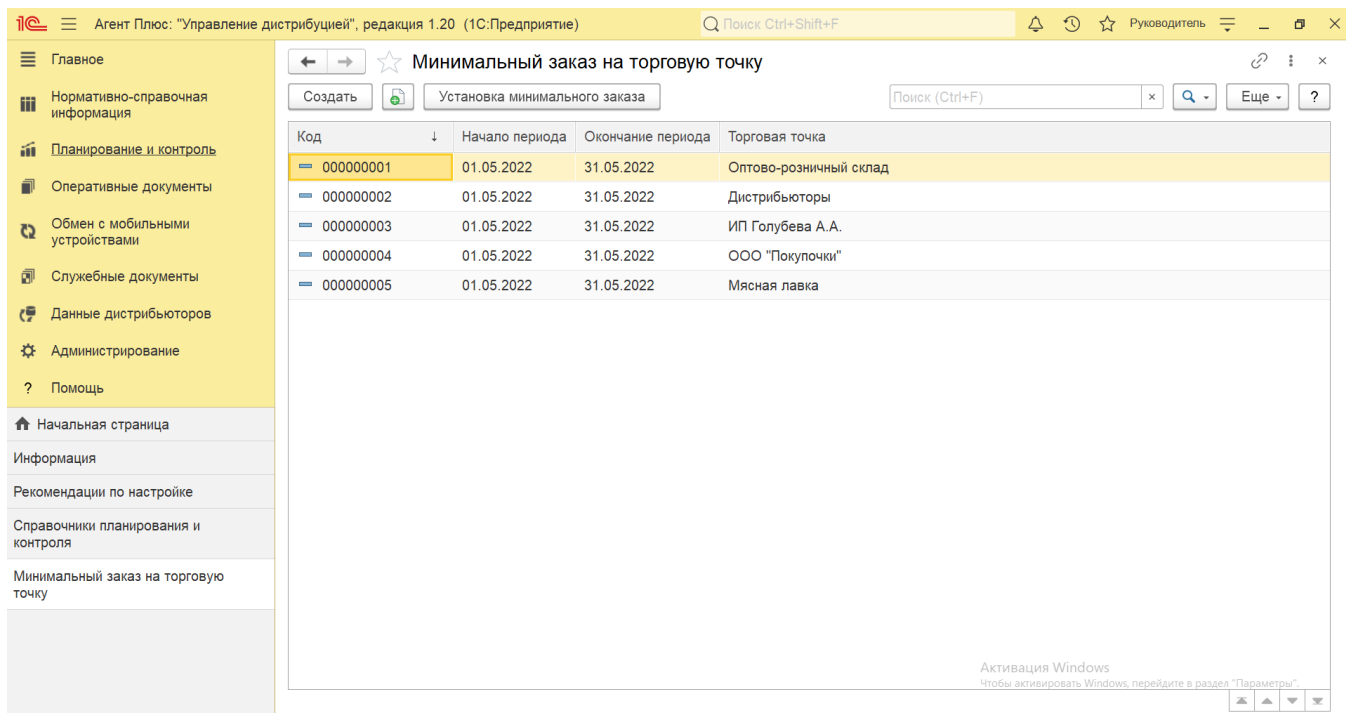 Агент Плюс: "Управление дистрибуцией", редакция 1.20 (1С:Предприятие)
Поиск Ctrl+Shift+F
Руководитель
Главное
Нормативно-справочная
информация
Планирование и контроль
Оперативные документы
Обмен с мобильными
устройствами
Служебные документы
Данные дистрибьюторов
Администрирование
? Помощь
Начальная страница
Информация
Рекомендации по настройке
Справочники планирования и
контроля
Минимальный заказ на торговую
точку
Минимальный заказ на торговую точку
Создать Установка минимального заказа Поиск (Ctrl+F) × Еще ?
Код ↓ Начало периода Окончание периода Торговая точка
000000001 01.05.2022 31.05.2022 Оптово-розничный склад
000000002 01.05.2022 31.05.2022 Дистрибьюторы
000000003 01.05.2022 31.05.2022 ИП Голубева А.А.
000000004 01.05.2022 31.05.2022 ООО "Покупочки"
000000005 01.05.2022 31.05.2022 Мясная лавка
Активация Windows
Чтобы активировать Windows, перейдите в раздел "Параметры".